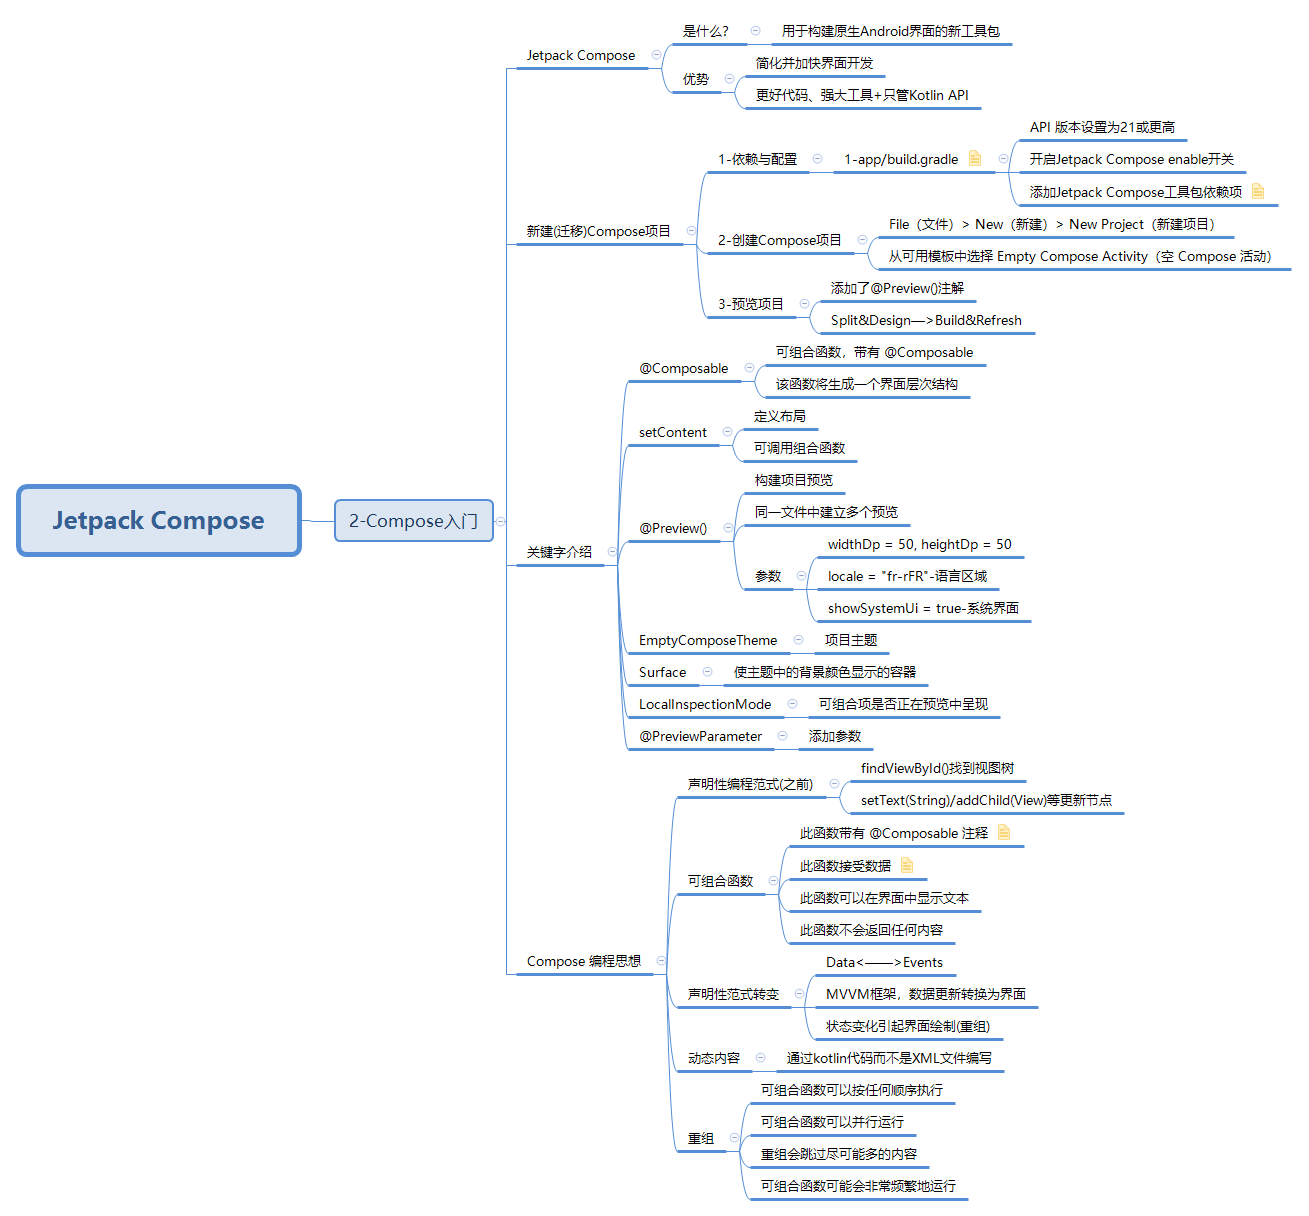 Jetpack Compose
2-Compose入门
Jetpack Compose
是什么？
用于构建原生Android界面的新工具包
优势
简化并加快界面开发
更好代码、强大工具+只管Kotlin API
新建(迁移)Compose项目
1-依赖与配置
1-app/build.gradle
API 版本设置为21或更高
开启Jetpack Compose enable开关
添加Jetpack Compose工具包依赖项
2-创建Compose项目
File（文件）> New（新建）> New Project（新建项目）
从可用模板中选择 Empty Compose Activity（空 Compose 活动）
3-预览项目
添加了@Preview()注解
Split&Design—>Build&Refresh
关键字介绍
@Composable
可组合函数，带有 @Composable
该函数将生成一个界面层次结构
setContent
定义布局
可调用组合函数
@Preview()
构建项目预览
同一文件中建立多个预览
参数
widthDp = 50, heightDp = 50
locale = "fr-rFR"-语言区域
showSystemUi = true-系统界面
EmptyComposeTheme
项目主题
Surface
使主题中的背景颜色显示的容器
LocalInspectionMode
可组合项是否正在预览中呈现
@PreviewParameter
添加参数
Compose 编程思想
声明性编程范式(之前)
findViewById()找到视图树
setText(String)/addChild(View)等更新节点
可组合函数
此函数带有 @Composable 注释
此函数接受数据
此函数可以在界面中显示文本
此函数不会返回任何内容
声明性范式转变
Data<——>Events
MVVM框架，数据更新转换为界面
状态变化引起界面绘制(重组)
动态内容
通过kotlin代码而不是XML文件编写
重组
可组合函数可以按任何顺序执行
可组合函数可以并行运行
重组会跳过尽可能多的内容
可组合函数可能会非常频繁地运行